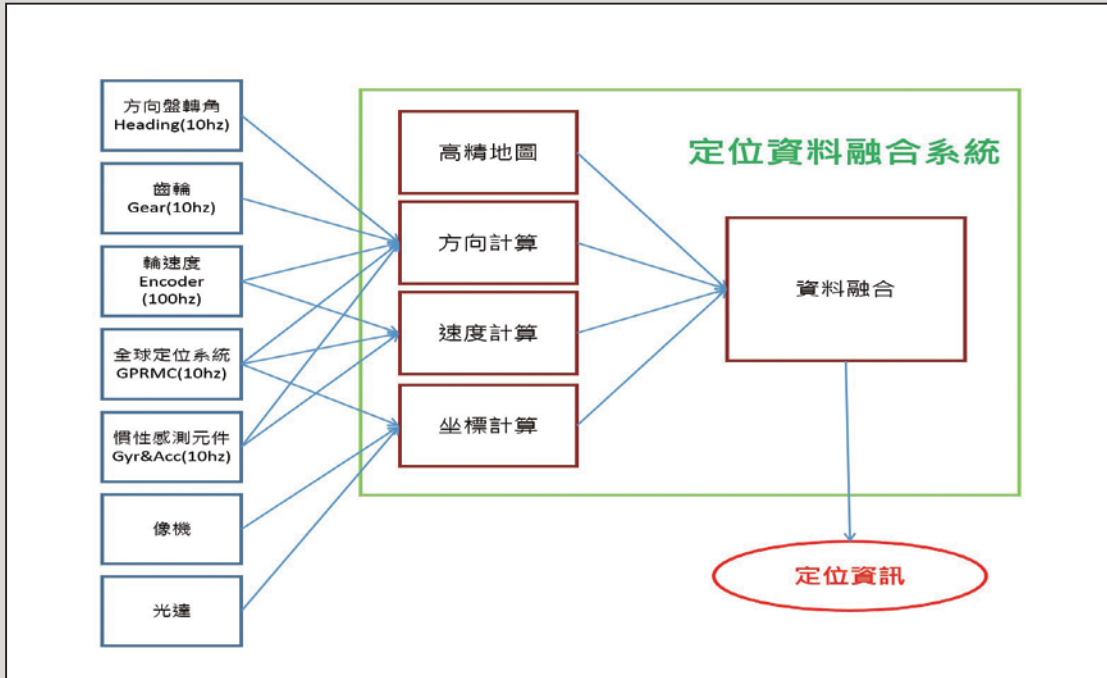 方向盤轉角
Heading(10hz)
齒輪
Gear(10hz)
輪速度
Encoder
(100hz)
全球定位系統
GPRMC(10hz)
慣性感測元件
Gyr&Acc(10hz)
像機
光達
高精地圖
方向計算
速度計算
坐標計算
定位資料融合系統
資料融合
定位資訊